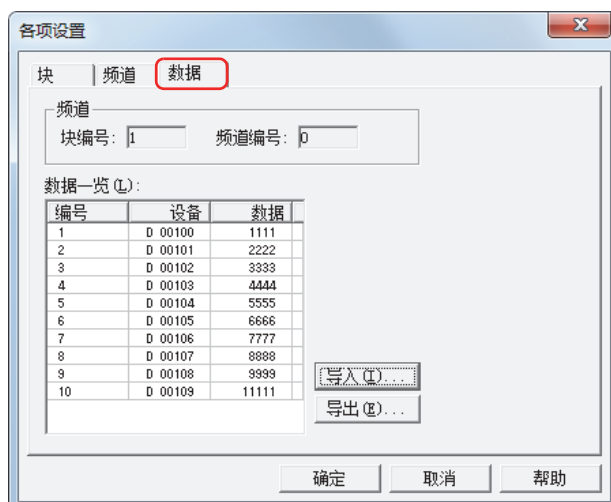 各项设置
块 频道 数据
频道
块编号: 1 频道编号: 0
数据一览(L):
编号 设备 数据
1 D 00100 1111
2 D 00101 2222
3 D 00102 3333
4 D 00103 4444
5 D 00104 5555
6 D 00105 6666
7 D 00106 7777
8 D 00107 8888
9 D 00108 9999
10 D 00109 11111
导入(I)...
导出(E)...
确定 取消 帮助